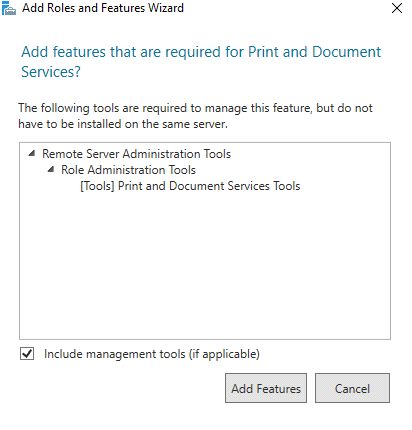 Add Roles and Features Wizard
Add features that are required for Print and Document
Services?
The following tools are required to manage this feature, but do not
have to be installed on the same server.
Remote Server Administration Tools
Role Administration Tools
[Tools] Print and Document Services Tools
Include management tools (if applicable)
Add Features
Cancel